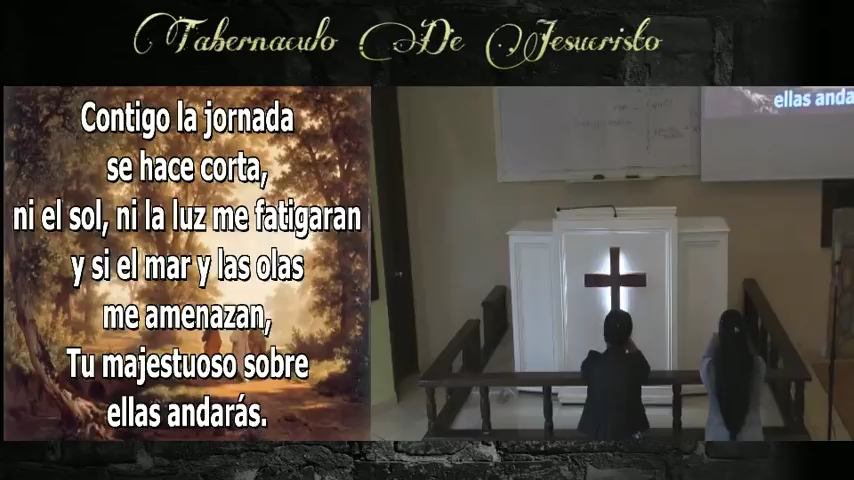 Tabernaculo De Jesucristo
Contigo la jornada
se hace corta,
ni el sol, ni la luz me fatigaran
y si el mar y las olas
me amenazan,
Tu majestuoso sobre
ellas andarás.
ellas anda